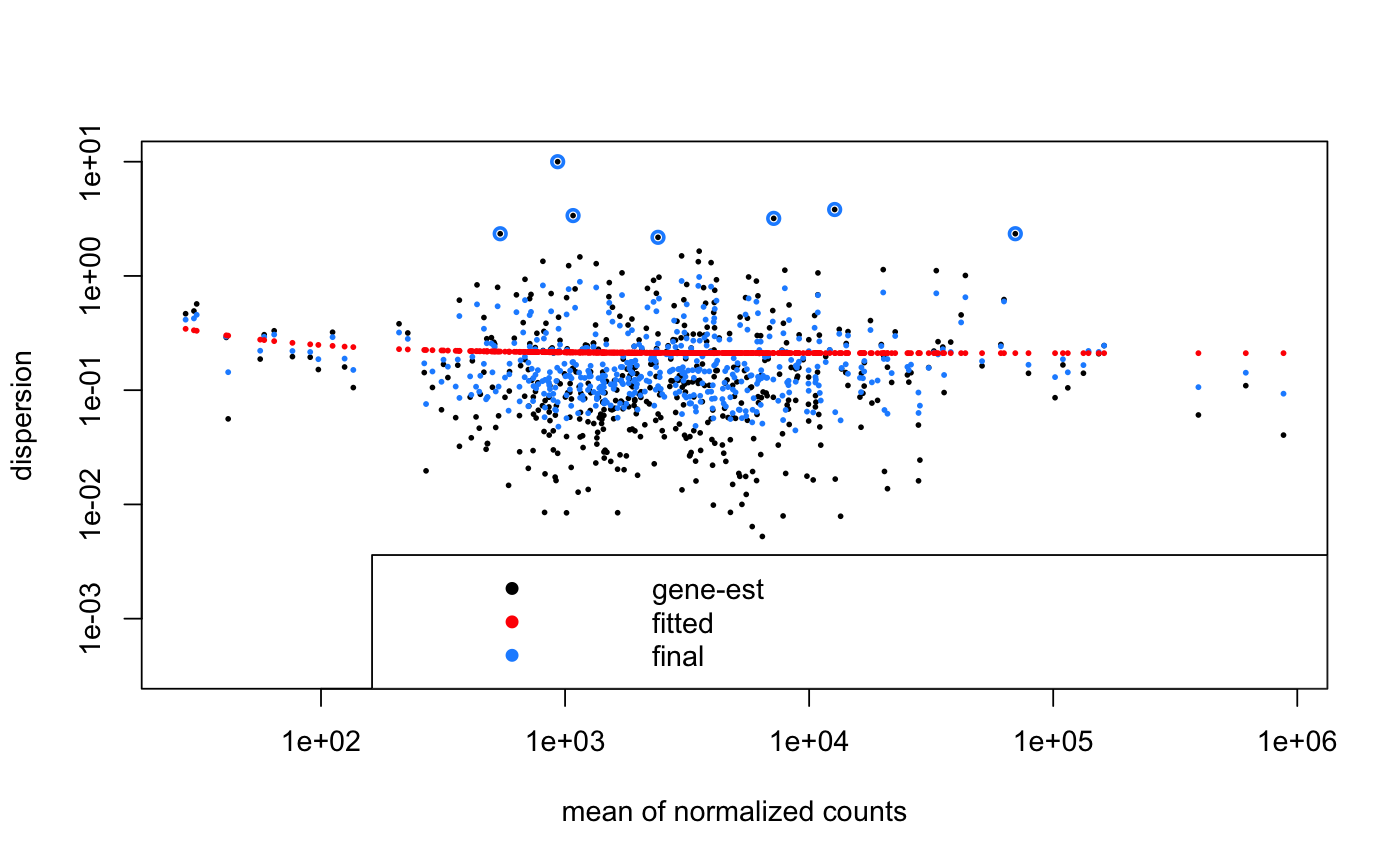 dispersion
1e+01
1e+00
1e-01
1e-02
1e-03
gene-est
fitted
final
1e+02
1e+03
1e+04
1e+05
1e+06
mean of normalized counts